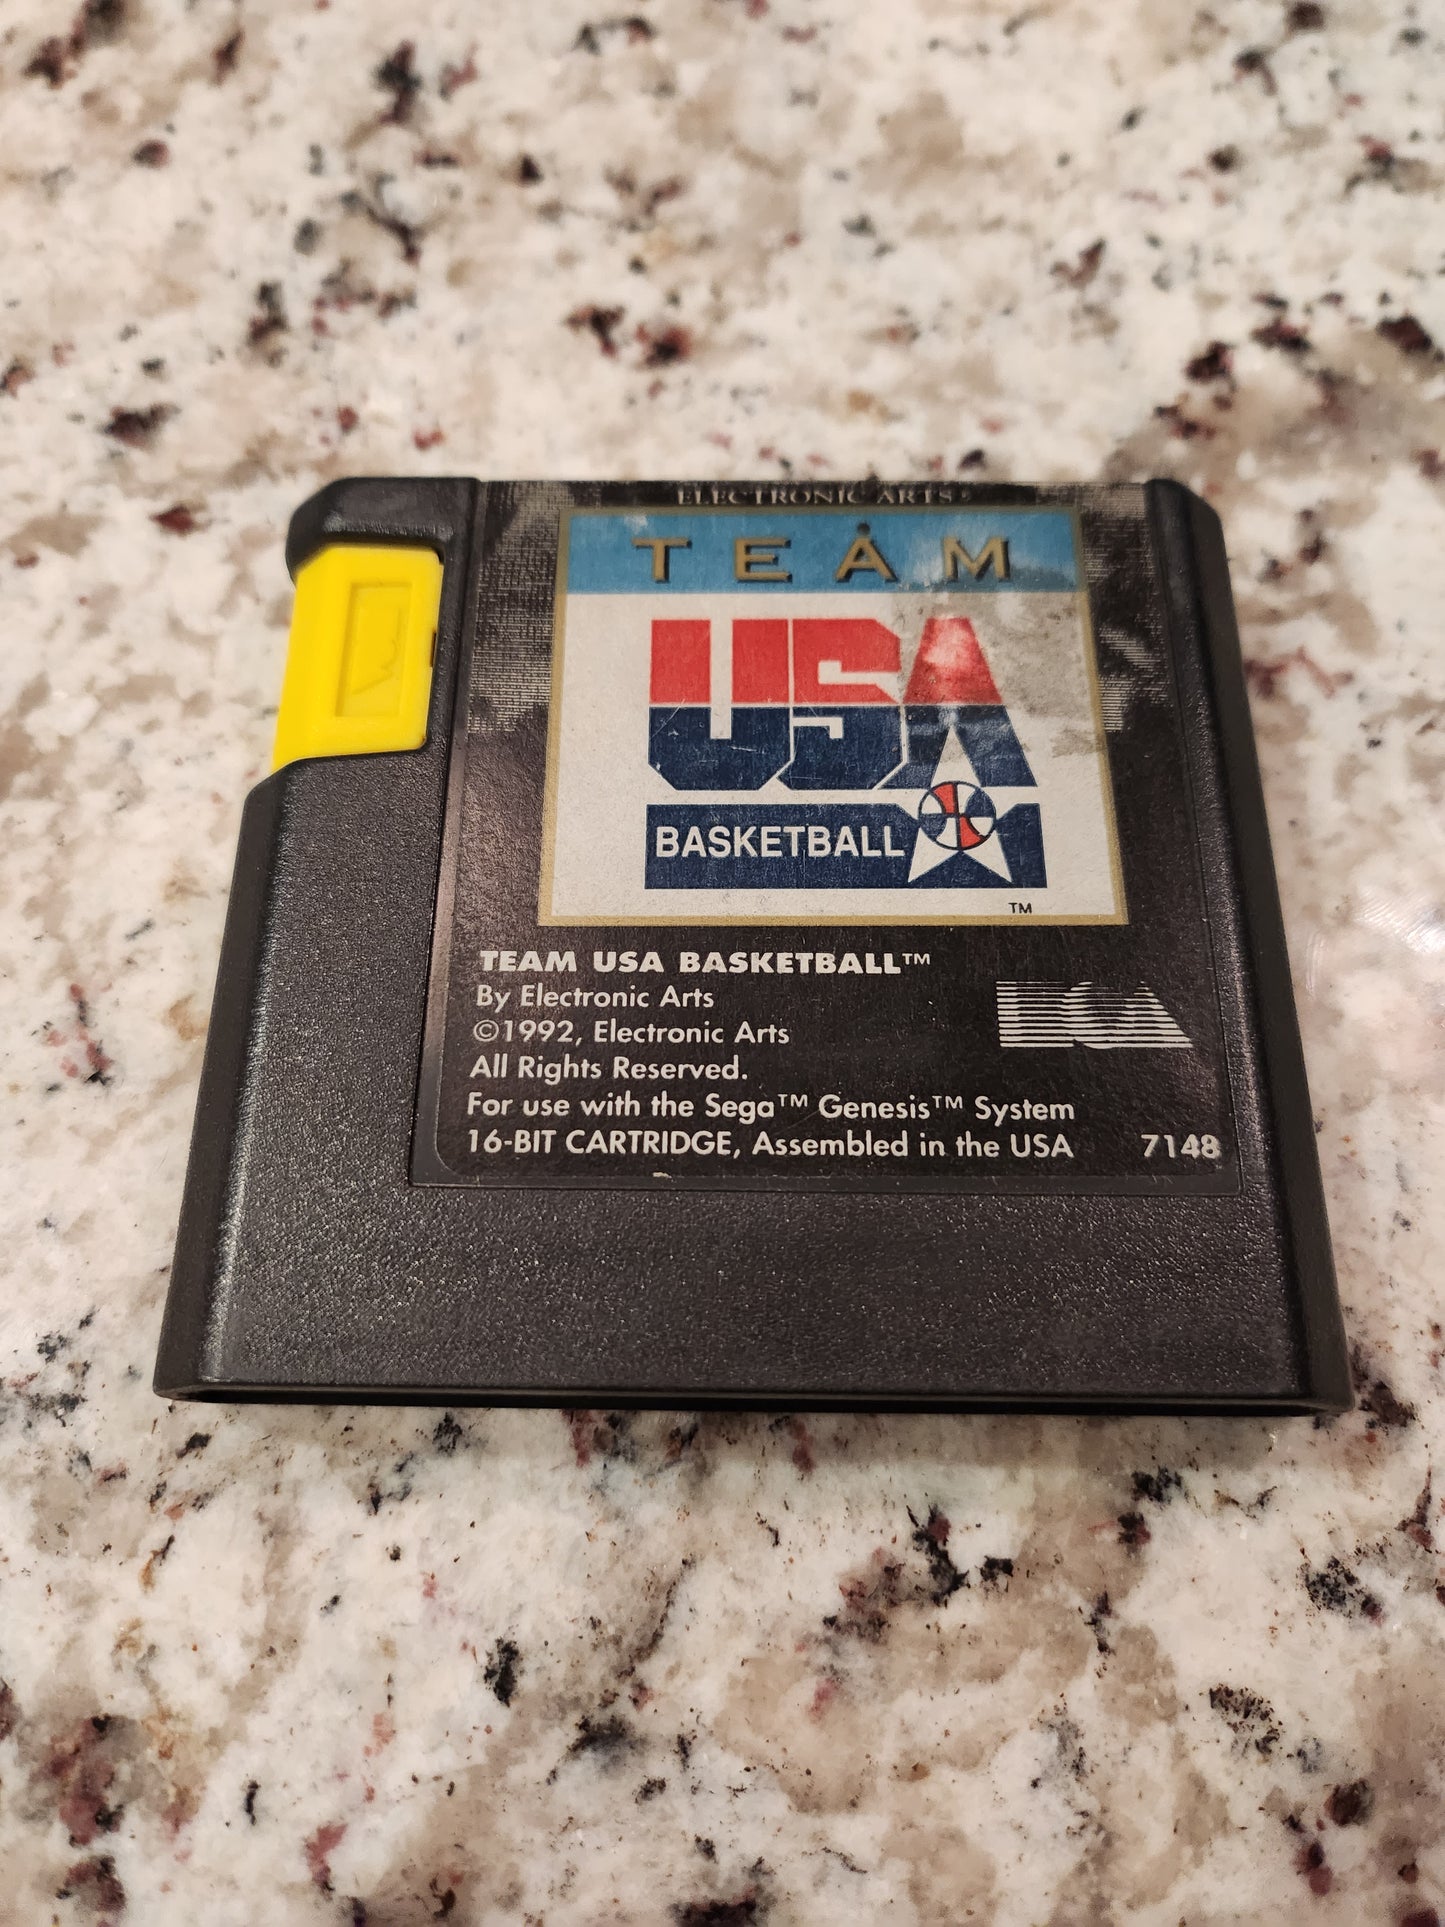 ELECTRONIC ARTS®
TEAM
USA
BASKETBALL
TM
TEAM USA BASKETBALL™
By Electronic Arts
©1992, Electronic Arts
All Rights Reserved.
For use with the Sega™ Genesis™ System
16-BIT CARTRIDGE, Assembled in the USA 7148
EA